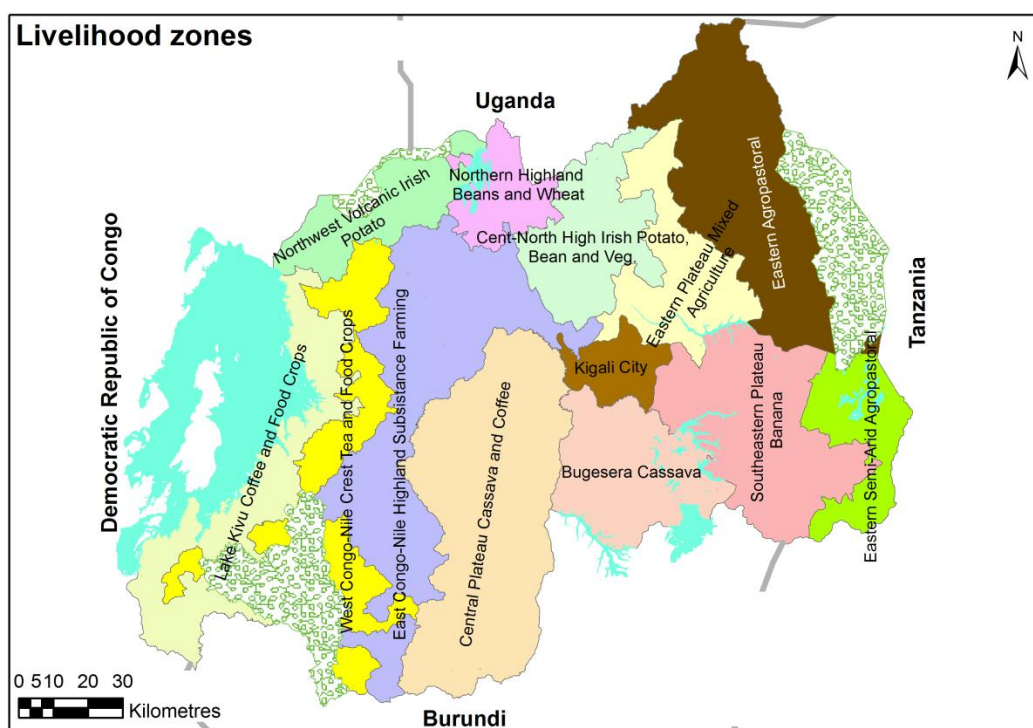 Livelihood zones
N
Uganda
Northern Highland
Beans and Wheat
Northwest Volcanic Irish
Potato
Cent-North High Irish Potato,
Bean and Veg.
Eastern Plateau Mixed
Agriculture
Eastern Agropastoral
Tanzania
Democratic Republic of Congo
Lake Kivu Coffee and Food Crops
West Congo-Nile Crest Tea and Food Crops
East Congo-Nile Highland Subsistance Farming
Central Plateau Cassava and Coffee
Kigali City
Bugesera Cassava
Southeastern Plateau
Banana
Eastern Semi-Arid Agropastoral
0 5 10 20 30
Kilometres
Burundi